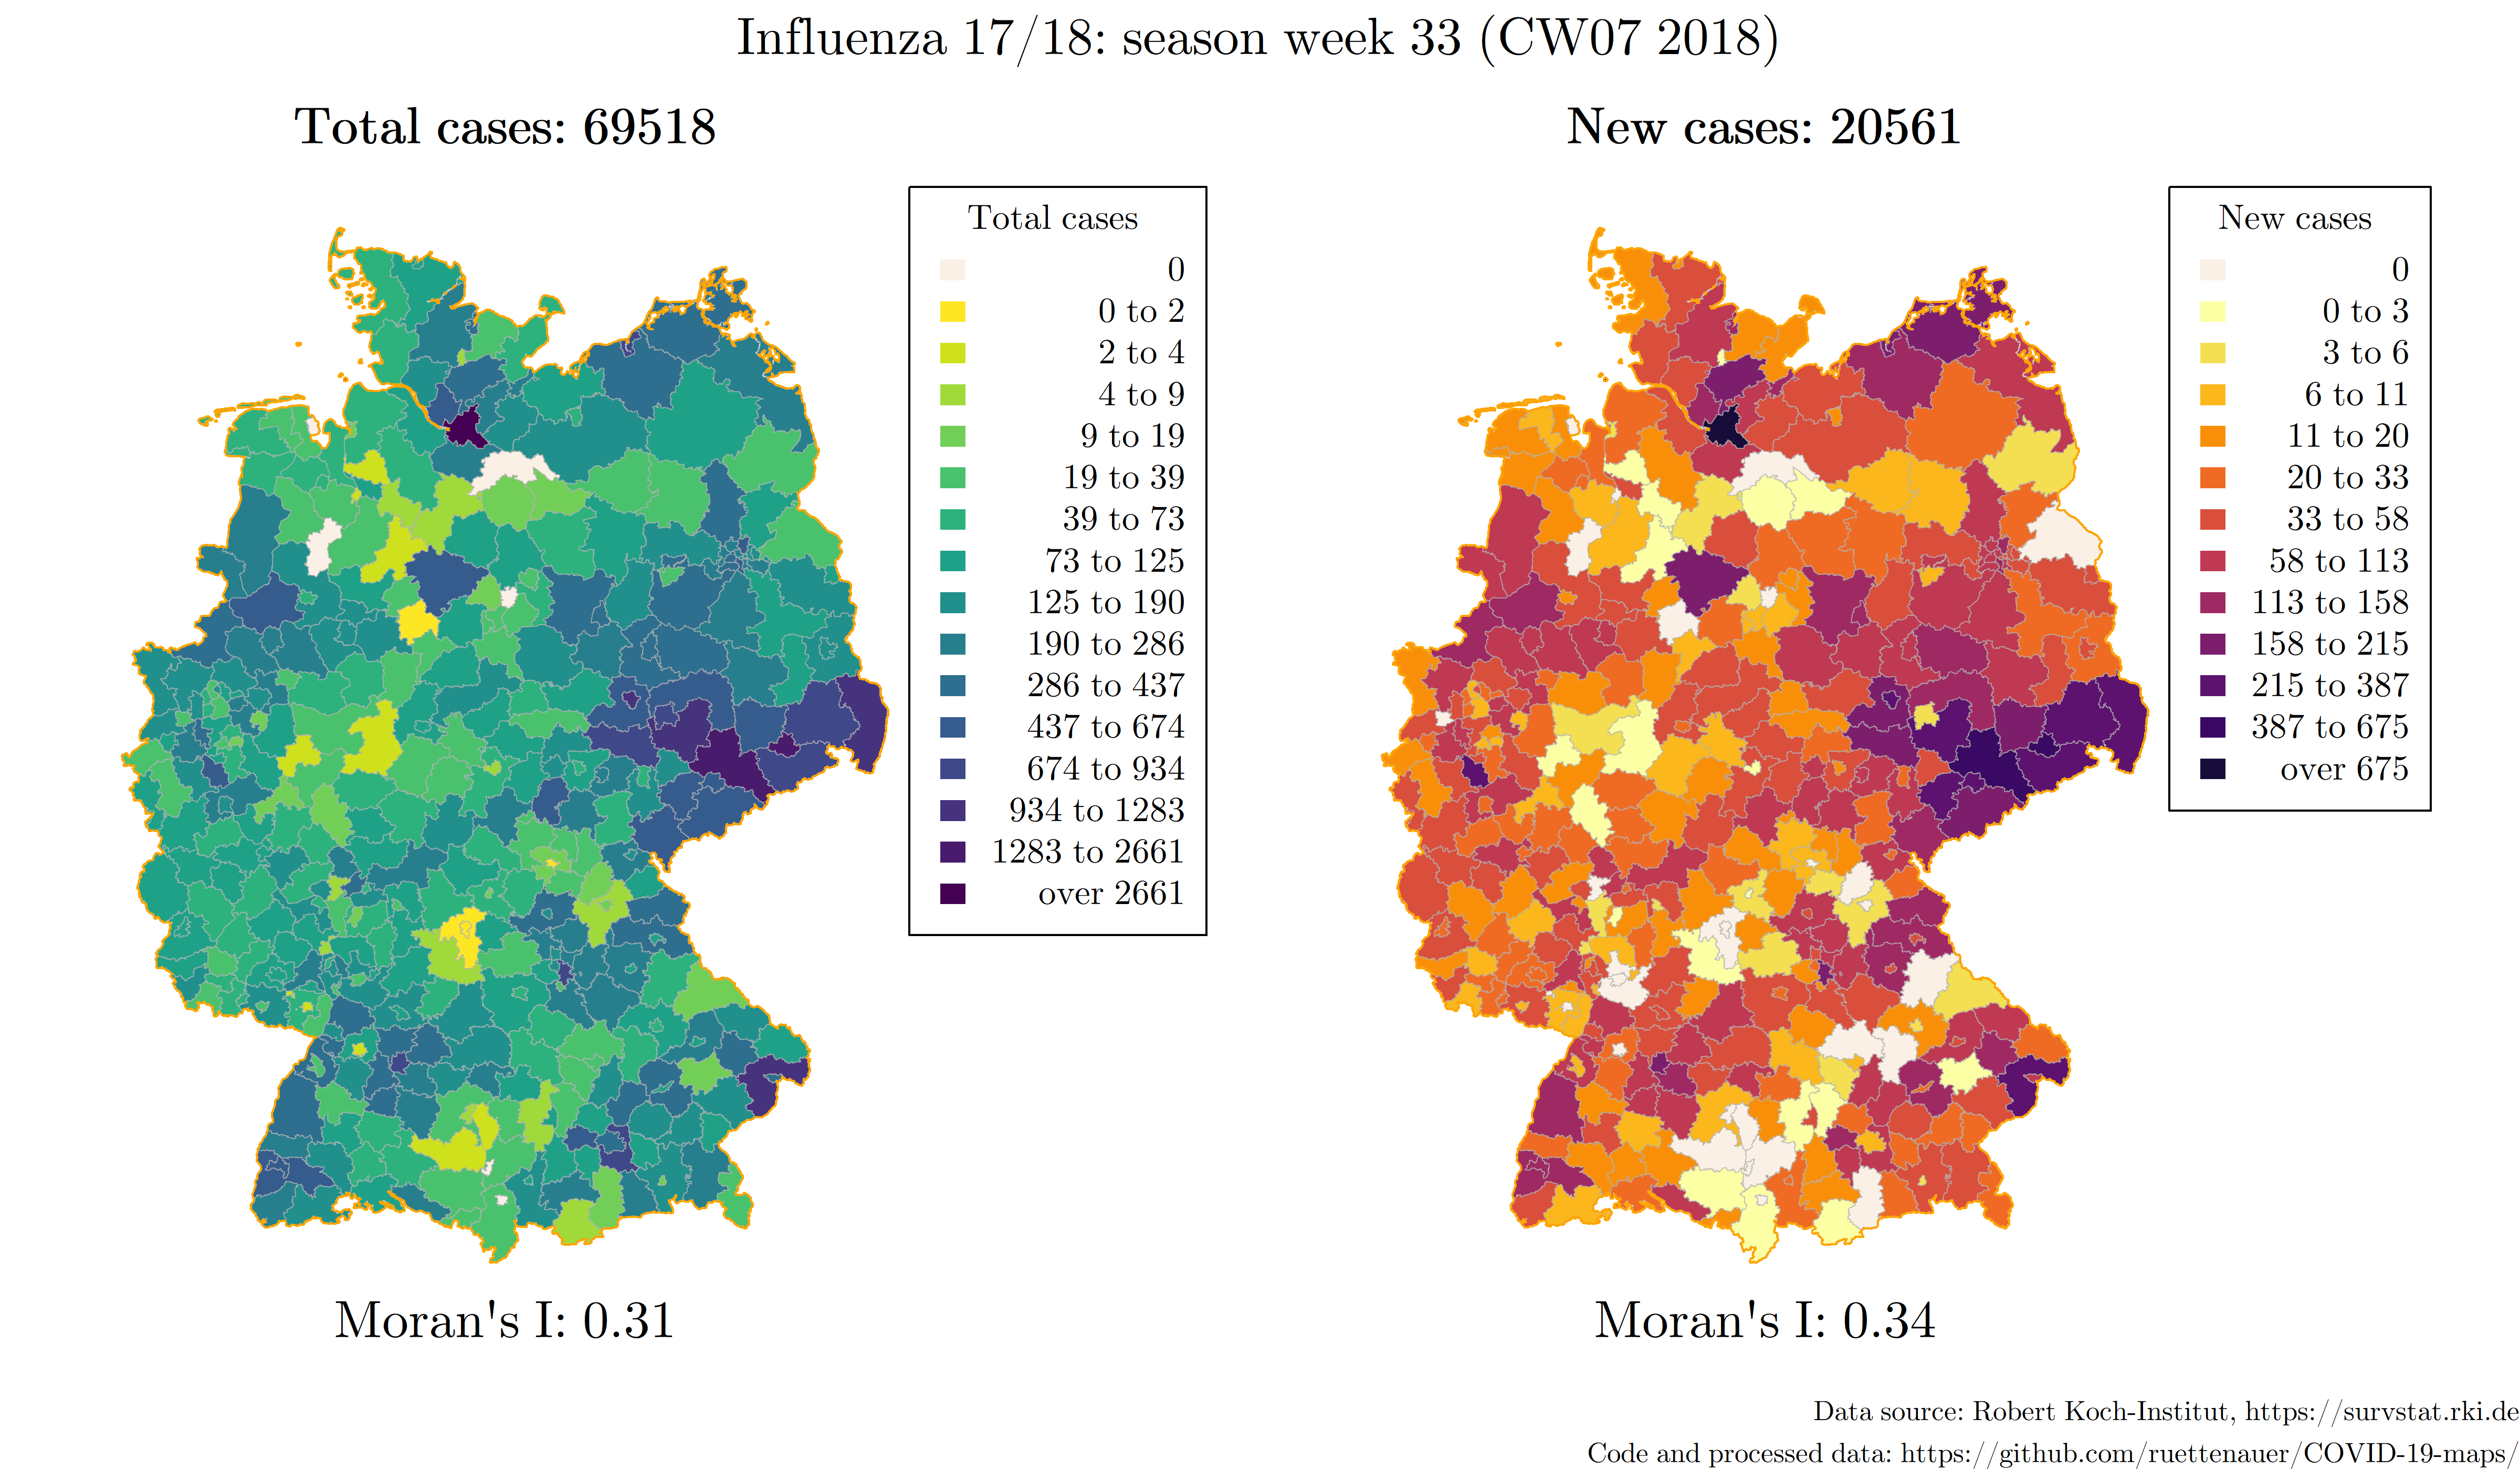 Influenza 17/18: season week 33 (CW07 2018)
Total cases: 69518
Total cases
0
0 to 2
2 to 4
4 to 9
9 to 19
19 to 39
39 to 73
73 to 125
125 to 190
190 to 286
286 to 437
437 to 674
674 to 934
934 to 1283
1283 to 2661
over 2661
Moran's I: 0.31
New cases: 20561
New cases
0
0 to 3
3 to 6
6 to 11
11 to 20
20 to 33
33 to 58
58 to 113
113 to 158
158 to 215
215 to 387
387 to 675
over 675
Moran's I: 0.34
Data source: Robert Koch-Institut, https://survstat.rki.de
Code and processed data: https://github.com/ruettenauer/COVID-19-maps/